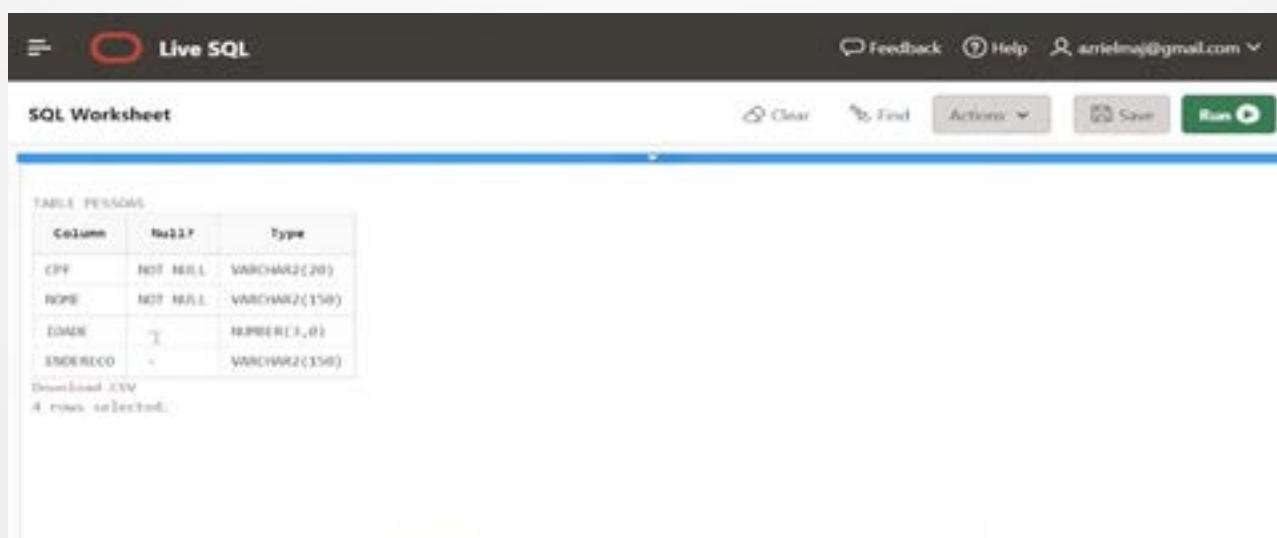 Live SQL
Feedback Help azrielmaj@gmail.com
SQL Worksheet
Clear Find Actions Save Run
TABLE PESSOAS
Column Null? Type
CPF NOT NULL VARCHAR2(20)
NOME NOT NULL VARCHAR2(150)
IDADE NUMBER(3,0)
ENDERECO - VARCHAR2(150)
Download CSV
4 rows selected.